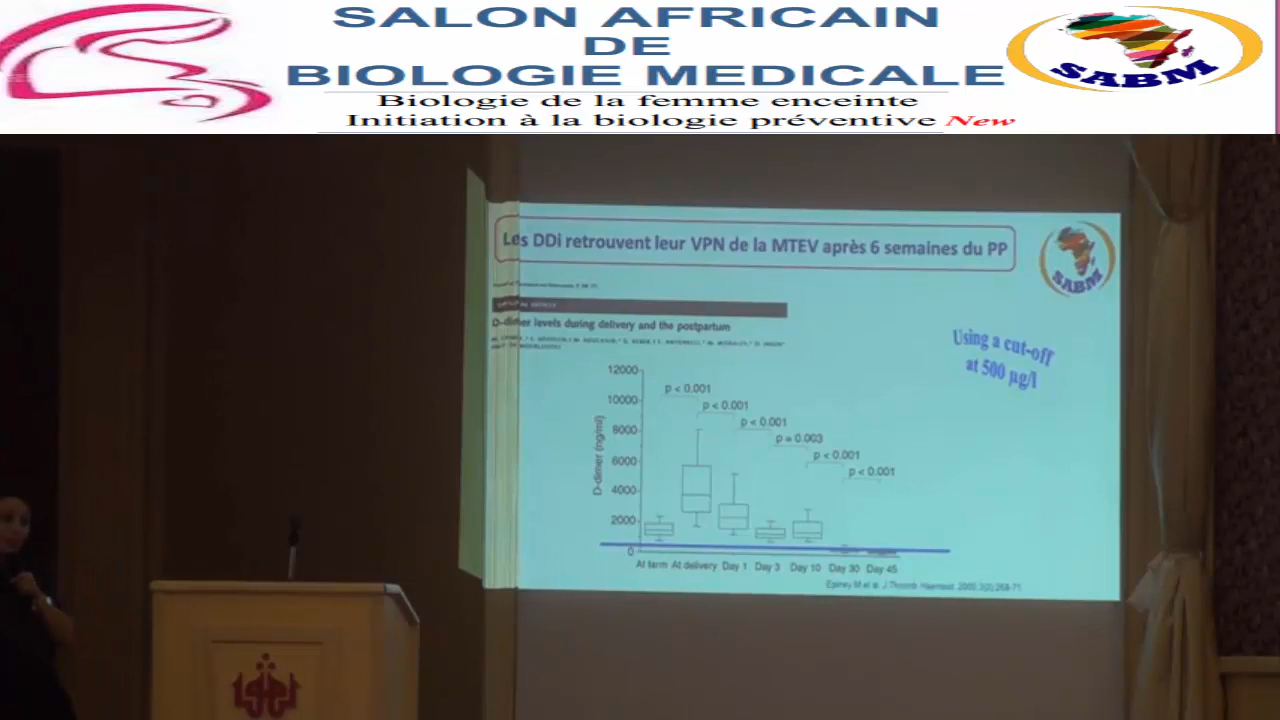 SALON AFRICAIN
DE
BIOLOGIE MEDICALE
Biologie de la femme enceinte
Initiation à la biologie préventive New
SABM
Les DDi retrouvent leur VPN de la MTEV après 6 semaines du PP
SABM
D-dimer levels during delivery and the postpartum
Using a cut-off
at 500 µg/l
D-dimer (ng/ml)
12000
10000
8000
6000
4000
2000
0
p < 0.001
p < 0.001
p < 0.001
p = 0.003
p < 0.001
p < 0.001
At term At delivery Day 1 Day 3 Day 10 Day 30 Day 45